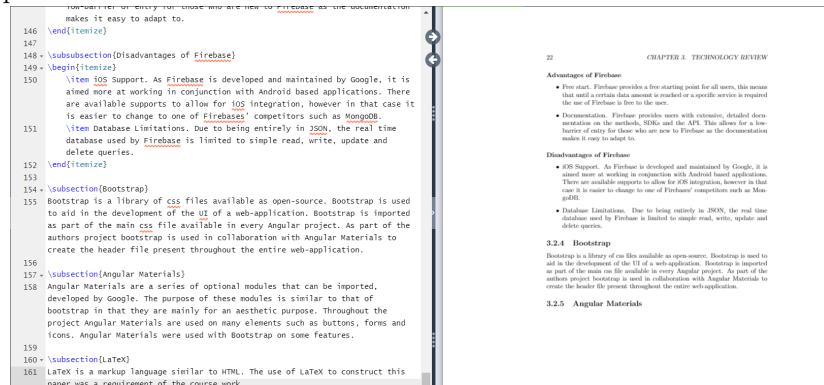 low-barrier of entry for those who are new to Firebase as the documentation
makes it easy to adapt to.
146 \end{itemize}
147
148 \subsubsection{Disadvantages of Firebase}
149 \begin{itemize}
150 \item iOS Support. As Firebase is developed and maintained by Google, it is
aimed more at working in conjunction with Android based applications. There
are available supports to allow for iOS integration, however in that case it
is easier to change to one of Firebases' competitors such as MongoDB.
151 \item Database Limitations. Due to being entirely in JSON, the real time
database used by Firebase is limited to simple read, write, update and
delete queries.
152 \end{itemize}
153
154 \subsection{Bootstrap}
155 Bootstrap is a library of css files available as open-source. Bootstrap is used
to aid in the development of the UI of a web-application. Bootstrap is imported
as part of the main css file available in every Angular project. As part of the
authors project bootstrap is used in collaboration with Angular Materials to
create the header file present throughout the entire web-application.
156
157 \subsection{Angular Materials}
158 Angular Materials are a series of optional modules that can be imported,
developed by Google. The purpose of these modules is similar to that of
bootstrap in that they are mainly for an aesthetic purpose. Throughout the
project Angular Materials are used on many elements such as buttons, forms and
icons. Angular Materials were used with Bootstrap on some features.
159
160 \subsection{LaTeX}
161 LaTeX is a markup language similar to HTML. The use of LaTeX to construct this
paper was a requirement of the course work
22 CHAPTER 3. TECHNOLOGY REVIEW
Advantages of Firebase
• Free start. Firebase provides a free starting point for all users, this means
that until a certain data amount is reached or a specific service is required
the use of Firebase is free to the user.
• Documentation. Firebase provides users with extensive, detailed docu-
mentation on the methods, SDKs and the API. This allows for a low-
barrier of entry for those who are new to Firebase as the documentation
makes it easy to adapt to.
Disadvantages of Firebase
• iOS Support. As Firebase is developed and maintained by Google, it is
aimed more at working in conjunction with Android based applications.
There are available supports to allow for iOS integration, however in that
case it is easier to change to one of Firebases' competitors such as Mon-
goDB.
• Database Limitations. Due to being entirely in JSON, the real time
database used by Firebase is limited to simple read, write, update and
delete queries.
3.2.4 Bootstrap
Bootstrap is a library of css files available as open-source. Bootstrap is used to
aid in the development of the UI of a web-application. Bootstrap is imported
as part of the main css file available in every Angular project. As part of the
authors project bootstrap is used in collaboration with Angular Materials to
create the header file present throughout the entire web-application.
3.2.5 Angular Materials